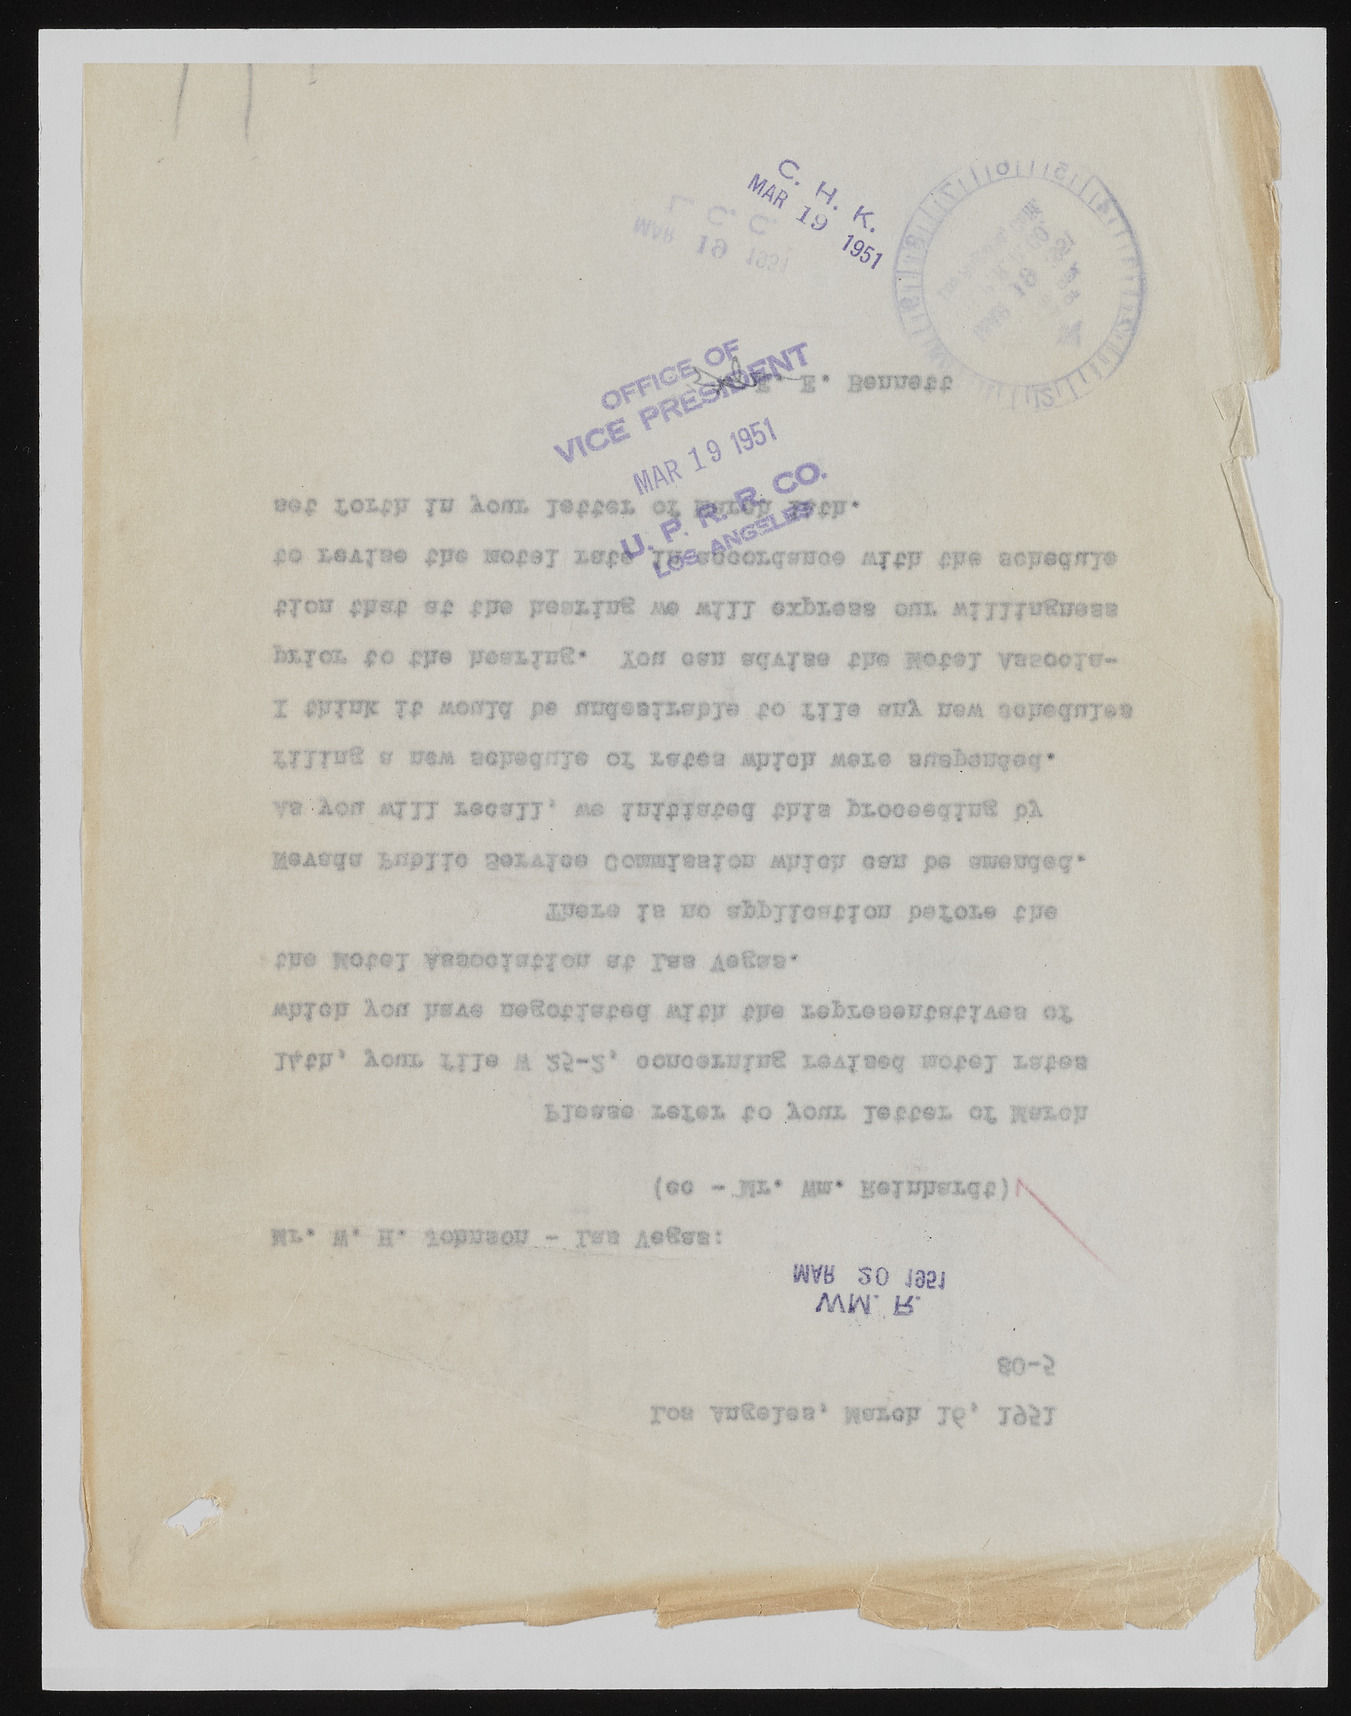 Los Angeles, March 16, 1951
80-5
WM. R.
MAR 20 1951
Mr. W. H. Johnson - Las Vegas:
(cc - Mr. Wm. Reinhardt)
Please refer to your letter of March
14th, your file W 25-2, concerning revised motel rates
which you have negotiated with the representatives of
the Motel Association at Las Vegas.
There is no application before the
Nevada Public Service Commission which can be amended.
As you will recall, we initiated this proceeding by
filing a new schedule of rates which were suspended.
I think it would be undesirable to file any new schedules
prior to the hearing. You can advise the Motel Associa-
tion that at the hearing we will express our willingness
to revise the motel rate in accordance with the schedule
set forth in your letter of March 14th.
E. E. Bennett
OFFICE OF
VICE PRESIDENT
MAR 19 1951
U. P. R. R. CO.
LOS ANGELES
C. H. K.
MAR 19 1951
L. C. C.
MAR 19 1951